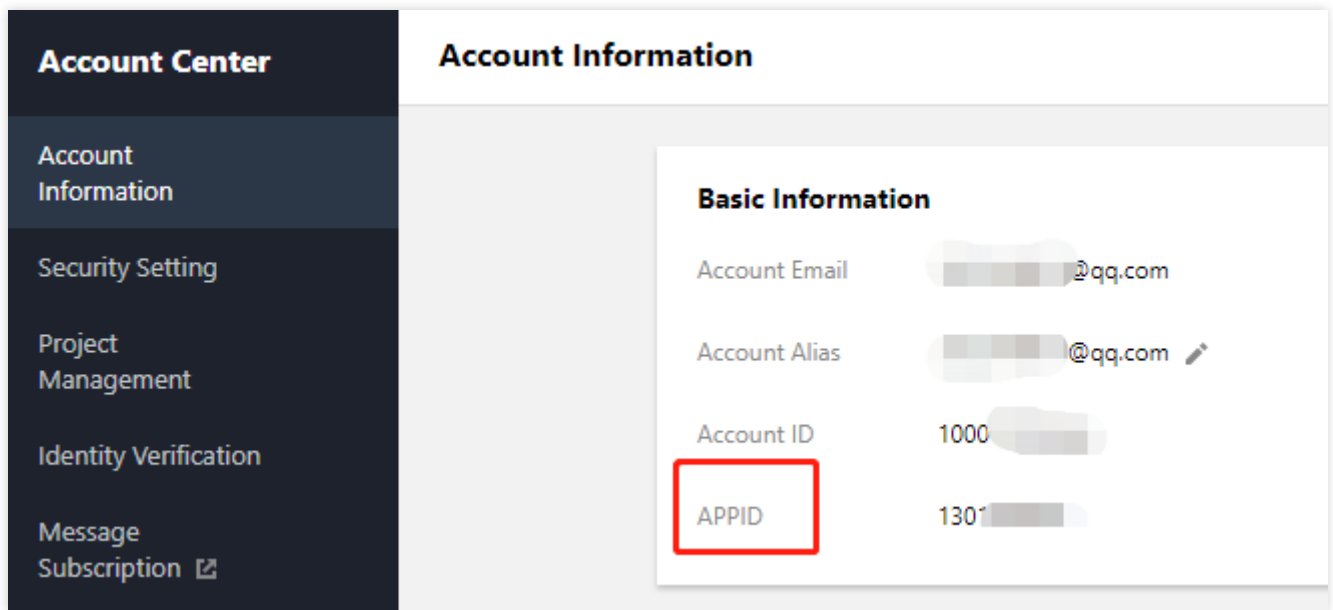 Account Center
Account
Information
Security Setting
Project
Management
Identity Verification
Message
Subscription
Account Information
Basic Information
Account Email @qq.com
Account Alias @qq.com
Account ID 1000
APPID 1301